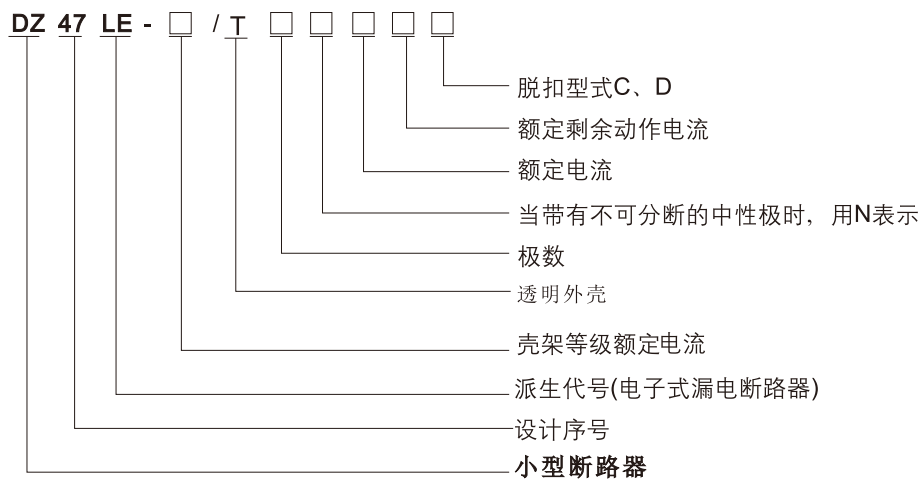 DZ 47 LE - □ / T □ □ □ □ □
脱扣型式C、D
额定剩余动作电流
额定电流
当带有不可分断的中性极时，用N表示
极数
透明外壳
壳架等级额定电流
派生代号(电子式漏电断路器)
设计序号
小型断路器